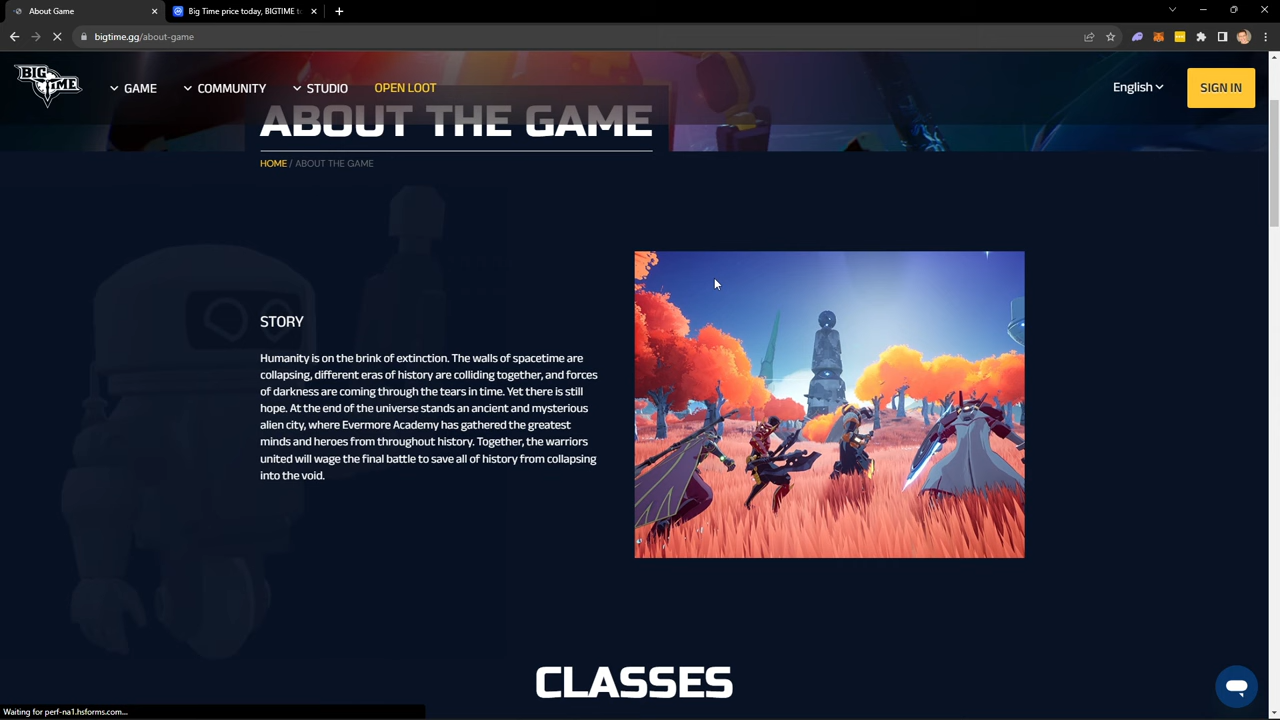 About Game
Big Time price today, BIGTIME t
bigtime.gg/about-game
BIG TIME
GAME
COMMUNITY
STUDIO
OPEN LOOT
English
SIGN IN
ABOUT THE GAME
HOME / ABOUT THE GAME
STORY
Humanity is on the brink of extinction. The walls of spacetime are
collapsing, different eras of history are colliding together, and forces
of darkness are coming through the tears in time. Yet there is still
hope. At the end of the universe stands an ancient and mysterious
alien city, where Evermore Academy has gathered the greatest
minds and heroes from throughout history. Together, the warriors
united will wage the final battle to save all of history from collapsing
into the void.
CLASSES
Waiting for perf-na1.hsforms.com...